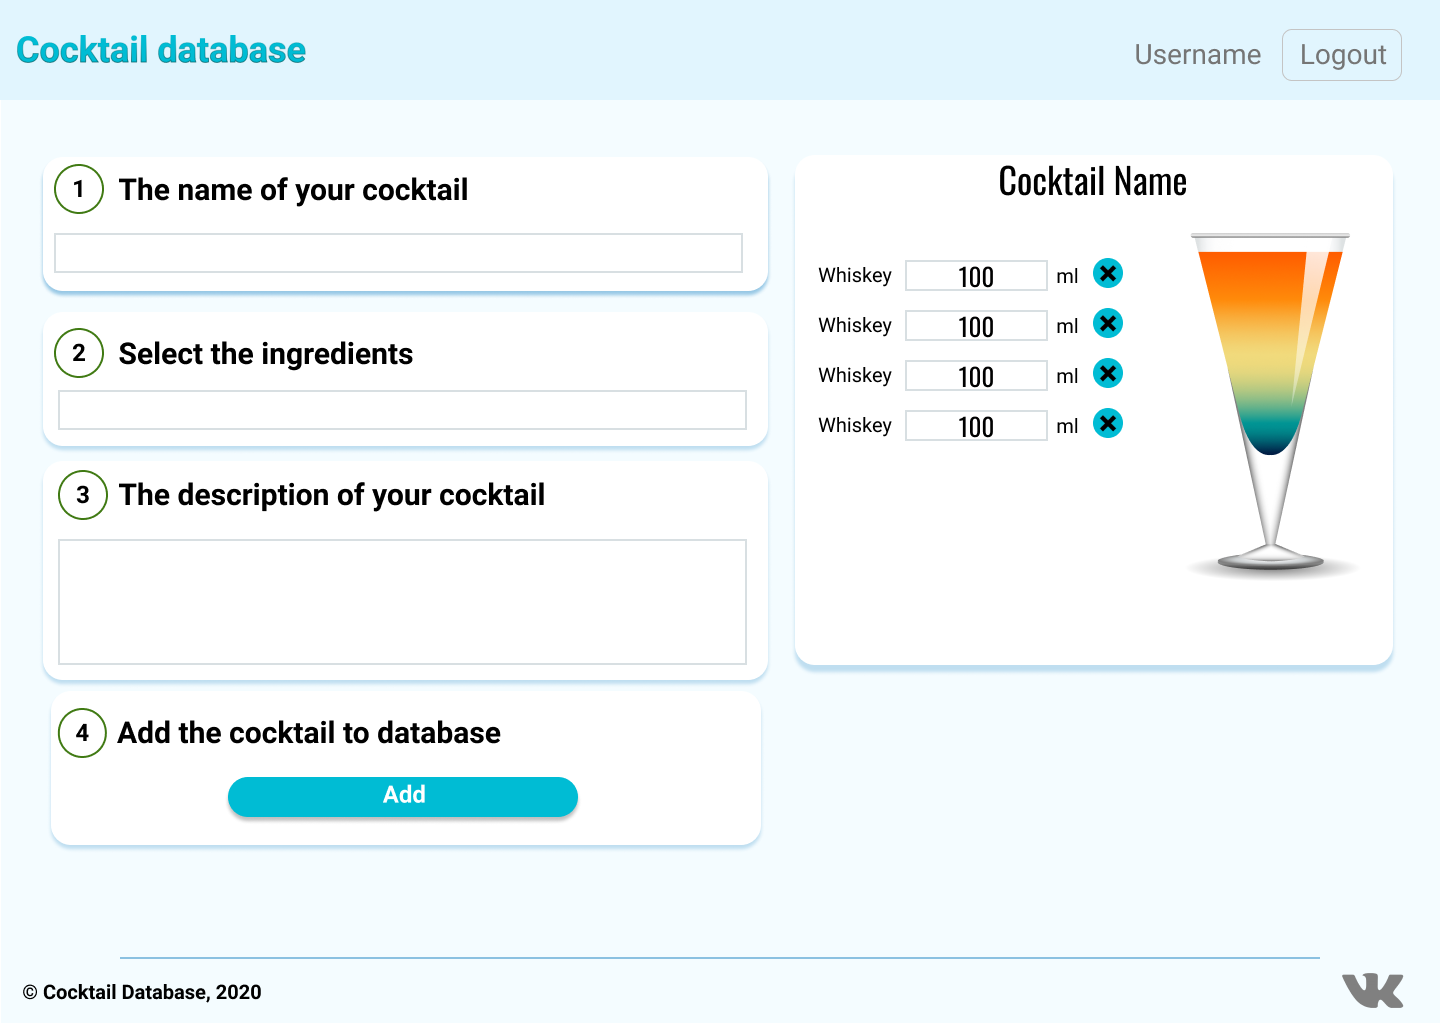 Cocktail database
Username
Logout
1 The name of your cocktail
2 Select the ingredients
3 The description of your cocktail
4 Add the cocktail to database
Add
Cocktail Name
Whiskey 100 ml
Whiskey 100 ml
Whiskey 100 ml
Whiskey 100 ml
© Cocktail Database, 2020